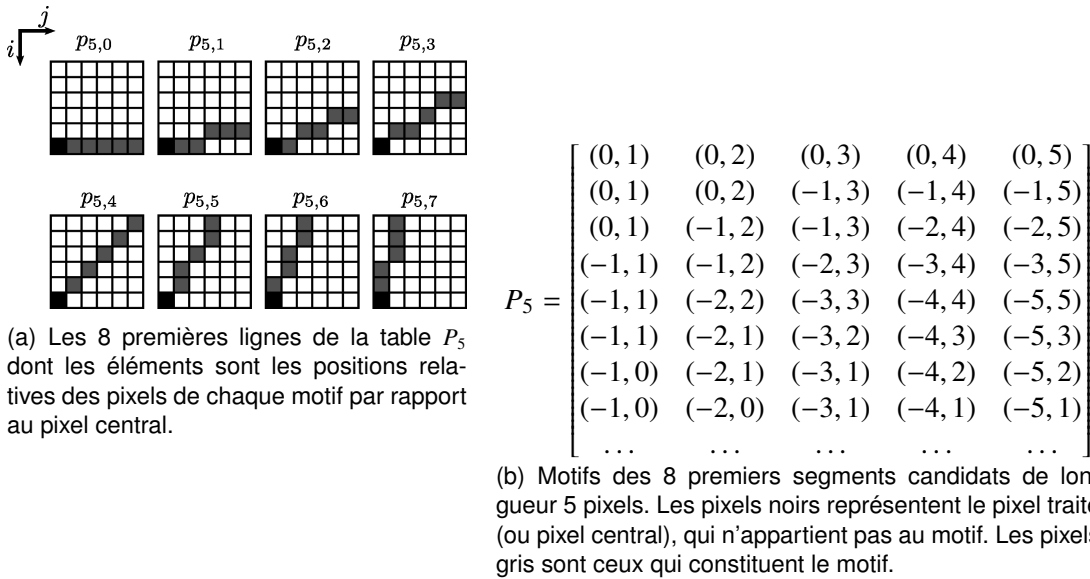 j
i
p5,0 p5,1 p5,2 p5,3
p5,4 p5,5 p5,6 p5,7
(a) Les 8 premières lignes de la table P5
dont les éléments sont les positions rela-
tives des pixels de chaque motif par rapport
au pixel central.
(0, 1) (0, 2) (0, 3) (0, 4) (0, 5)
(0, 1) (0, 2) (−1, 3) (−1, 4) (−1, 5)
(0, 1) (−1, 2) (−1, 3) (−2, 4) (−2, 5)
(−1, 1) (−1, 2) (−2, 3) (−3, 4) (−3, 5)
P5 = (−1, 1) (−2, 2) (−3, 3) (−4, 4) (−5, 5)
(−1, 1) (−2, 1) (−3, 2) (−4, 3) (−5, 3)
(−1, 0) (−2, 1) (−3, 1) (−4, 2) (−5, 2)
(−1, 0) (−2, 0) (−3, 1) (−4, 1) (−5, 1)
. . . . . . . . . . . . . . .
(b) Motifs des 8 premiers segments candidats de lon
gueur 5 pixels. Les pixels noirs représentent le pixel traité
(ou pixel central), qui n'appartient pas au motif. Les pixels
gris sont ceux qui constituent le motif.